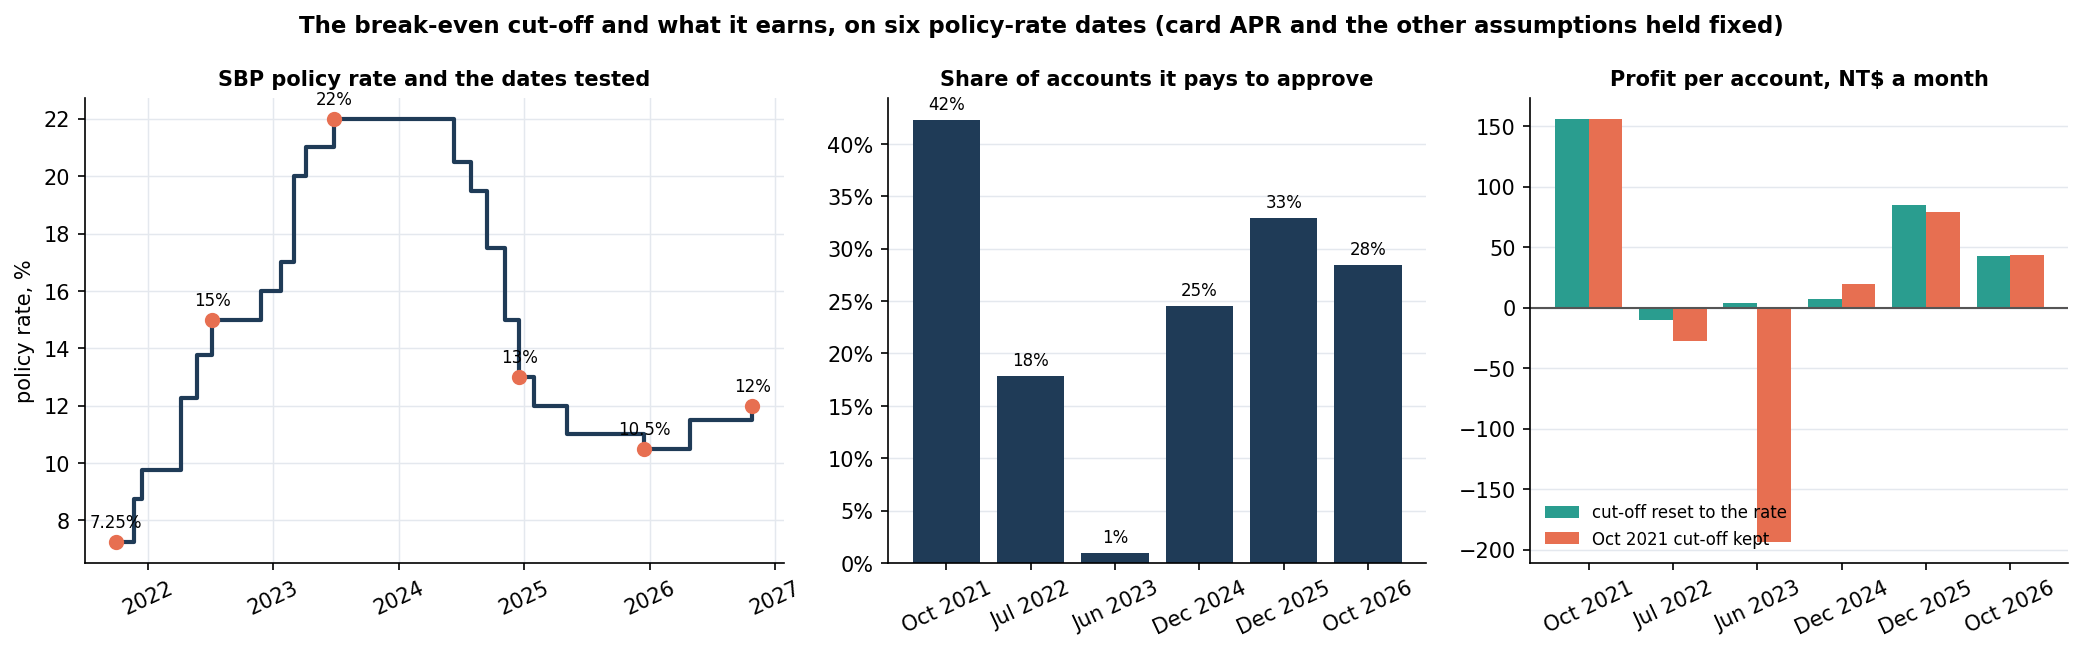 The break-even cut-off and what it earns, on six policy-rate dates (card APR and the other assumptions held fixed)
SBP policy rate and the dates tested
policy rate, %
22
20
18
16
14
12
10
8
7.25%
15%
22%
13%
10.5%
12%
2022
2023
2024
2025
2026
2027
Share of accounts it pays to approve
40%
35%
30%
25%
20%
15%
10%
5%
0%
42%
18%
1%
25%
33%
28%
Oct 2021
Jul 2022
Jun 2023
Dec 2024
Dec 2025
Oct 2026
Profit per account, NT$ a month
150
100
50
0
−50
−100
−150
−200
cut-off reset to the rate
Oct 2021 cut-off kept
Oct 2021
Jul 2022
Jun 2023
Dec 2024
Dec 2025
Oct 2026